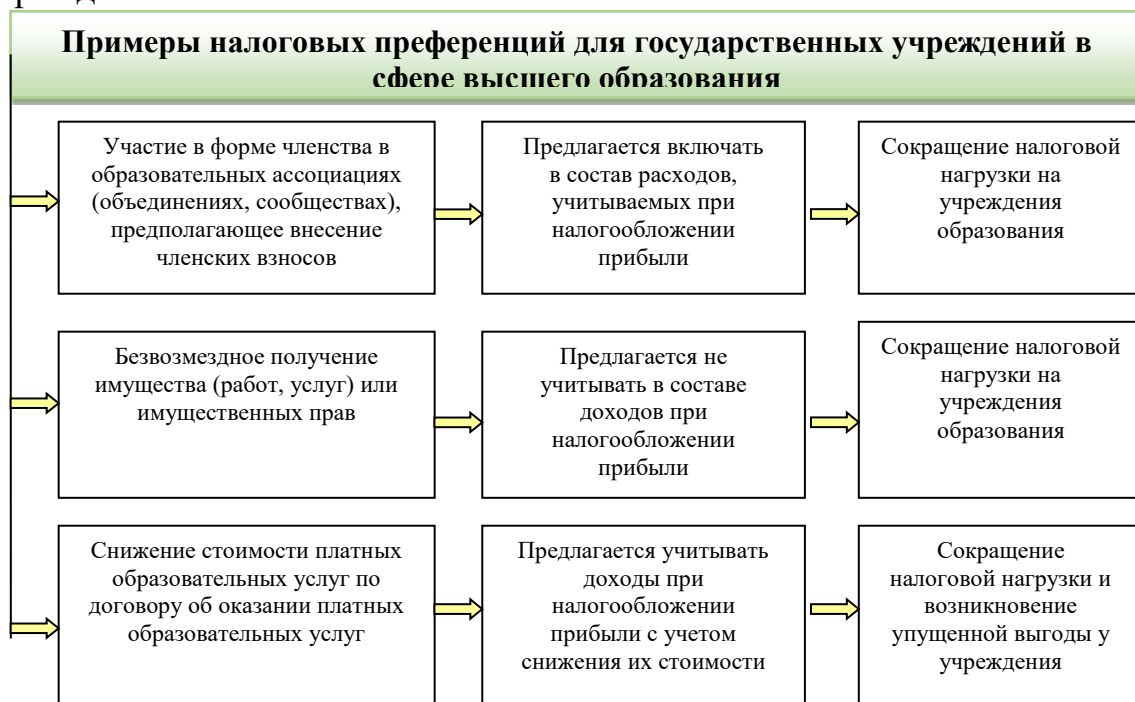 Примеры налоговых преференций для государственных учреждений в
сфере высшего образования
Участие в форме членства в
образовательных ассоциациях
(объединениях, сообществах),
предполагающее внесение
членских взносов
Предлагается включать
в состав расходов,
учитываемых при
налогообложении
прибыли
Сокращение налоговой
нагрузки на
учреждения
образования
Безвозмездное получение
имущества (работ, услуг) или
имущественных прав
Предлагается не
учитывать в составе
доходов при
налогообложении
прибыли
Сокращение налоговой
нагрузки на
учреждения
образования
Снижение стоимости платных
образовательных услуг по
договору об оказании платных
образовательных услуг
Предлагается учитывать
доходы при
налогообложении
прибыли с учетом
снижения их стоимости
Сокращение
налоговой нагрузки и
возникновение
упущенной выгоды у
учреждения